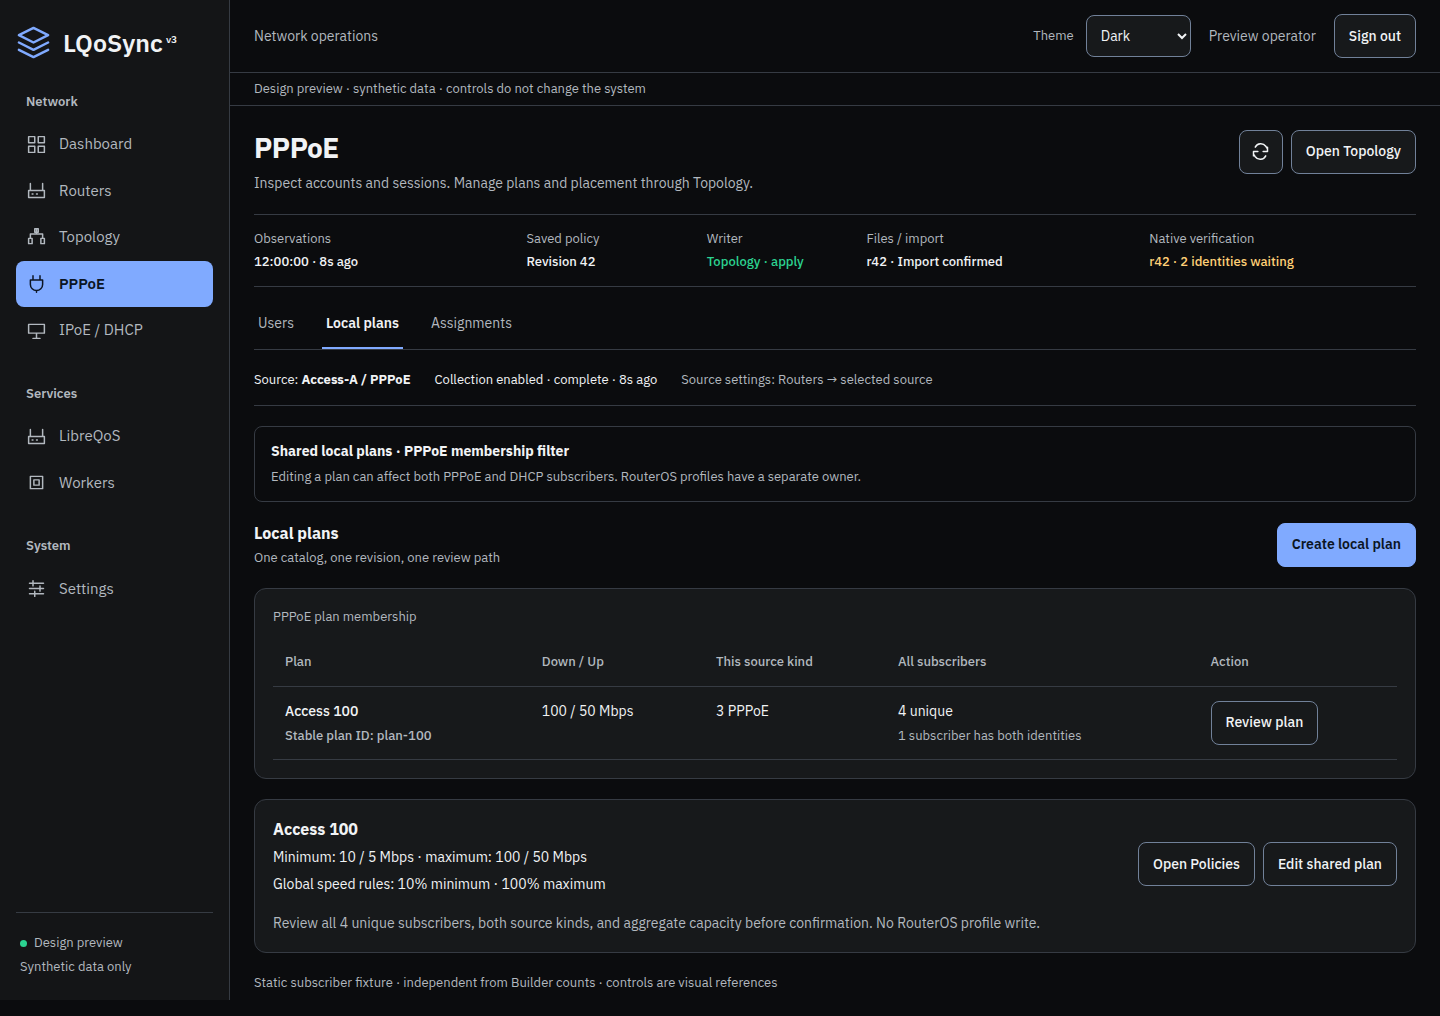 LQoSync v3
Network
Dashboard
Routers
Topology
PPPoE
IPoE / DHCP
Services
LibreQoS
Workers
System
Settings
Design preview
Synthetic data only
Network operations
Theme
Dark
Preview operator
Sign out
Design preview · synthetic data · controls do not change the system
PPPoE
Inspect accounts and sessions. Manage plans and placement through Topology.
Open Topology
Observations
12:00:00 · 8s ago
Saved policy
Revision 42
Writer
Topology · apply
Files / import
r42 · Import confirmed
Native verification
r42 · 2 identities waiting
Users
Local plans
Assignments
Source: Access-A / PPPoE
Collection enabled · complete · 8s ago
Source settings: Routers → selected source
Shared local plans · PPPoE membership filter
Editing a plan can affect both PPPoE and DHCP subscribers. RouterOS profiles have a separate owner.
Local plans
One catalog, one revision, one review path
Create local plan
PPPoE plan membership
Plan
Down / Up
This source kind
All subscribers
Action
Access 100
Stable plan ID: plan-100
100 / 50 Mbps
3 PPPoE
4 unique
1 subscriber has both identities
Review plan
Access 100
Minimum: 10 / 5 Mbps · maximum: 100 / 50 Mbps
Global speed rules: 10% minimum · 100% maximum
Open Policies
Edit shared plan
Review all 4 unique subscribers, both source kinds, and aggregate capacity before confirmation. No RouterOS profile write.
Static subscriber fixture · independent from Builder counts · controls are visual references